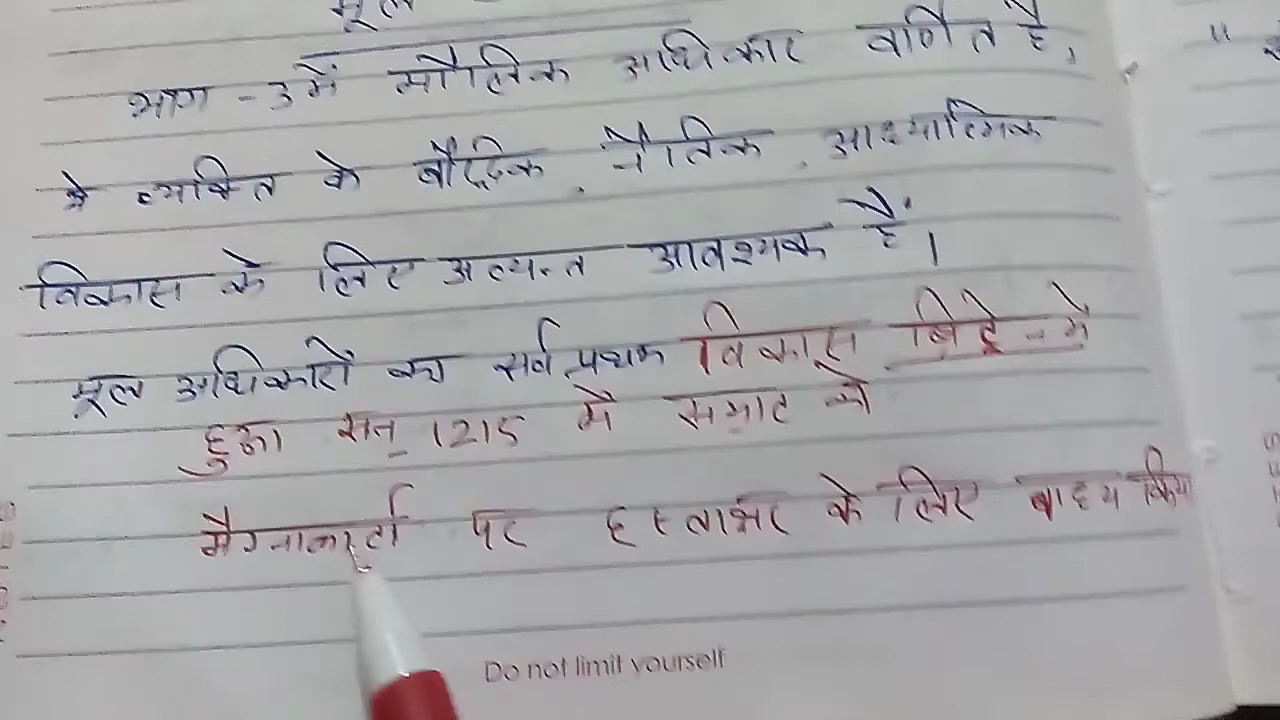 मूल
भाग - 3 में मौलिक अधिकार वर्णित है,
ये व्यक्ति के बौद्दिक, नैतिक, आध्यात्मिक
विकास के लिए अत्यन्त आवश्यक हैं।
मूल अधिकारों का सर्व प्रथम विकास ब्रिटेन में
हुआ सन् 1215 में सम्राट को
मैग्नाकार्टा पर हस्ताक्षर के लिए बाध्य किया
Do not limit yourself